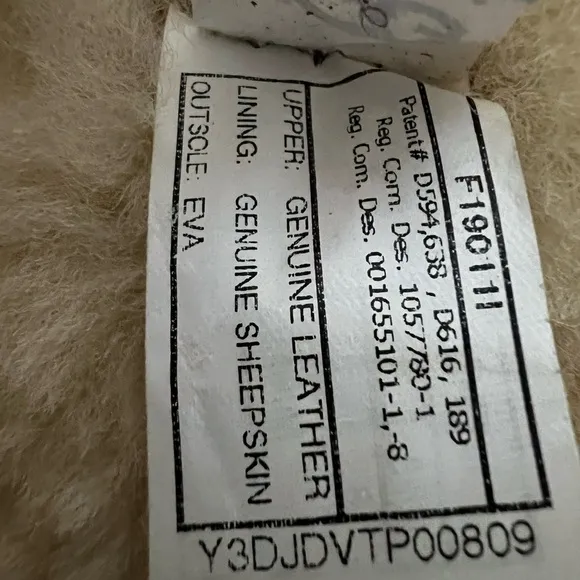 F19011I
Patent# D594,638 , D616, 189
Reg. Com. Des. 1057780-1
Reg. Com. Des. 001655101-1,-8
UPPER: GENUINE LEATHER
LINING: GENUINE SHEEPSKIN
OUTSOLE: EVA
Y3DJDVTP00809